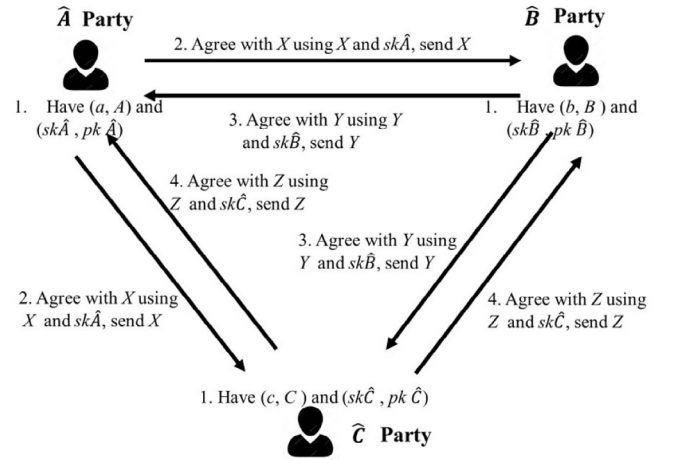 Â Party
B̂ Party
2. Agree with X using X and skÂ, send X
1. Have (a, A) and
(skÂ , pk Â)
3. Agree with Y using Y
and skB̂, send Y
1. Have (b, B ) and
(skB̂ , pk B̂)
4. Agree with Z using
Z and skĈ, send Z
3. Agree with Y using
Y and skB̂, send Y
2. Agree with X using
X and skÂ, send X
4. Agree with Z using
Z and skĈ, send Z
1. Have (c, C ) and (skĈ , pk Ĉ)
Ĉ Party